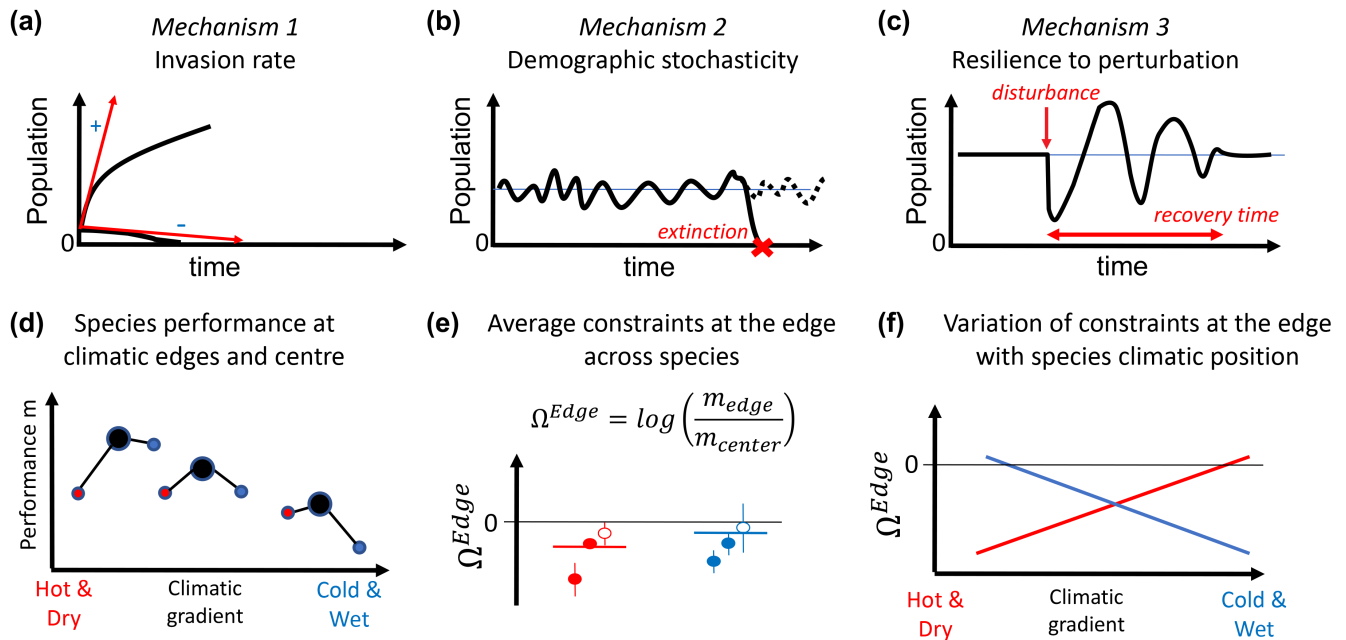 (a) Mechanism 1
Invasion rate
Population
+
-
0
time
(b) Mechanism 2
Demographic stochasticity
Population
extinction
0
time
(c) Mechanism 3
Resilience to perturbation
disturbance
Population
recovery time
0
time
(d) Species performance at
climatic edges and centre
Performance m
Hot &
Dry
Climatic
gradient
Cold &
Wet
(e) Average constraints at the edge
across species
Ω^Edge = log(m_edge/m_center)
Ω^Edge
0
(f) Variation of constraints at the edge
with species climatic position
0
Ω^Edge
Hot &
Dry
Climatic
gradient
Cold &
Wet